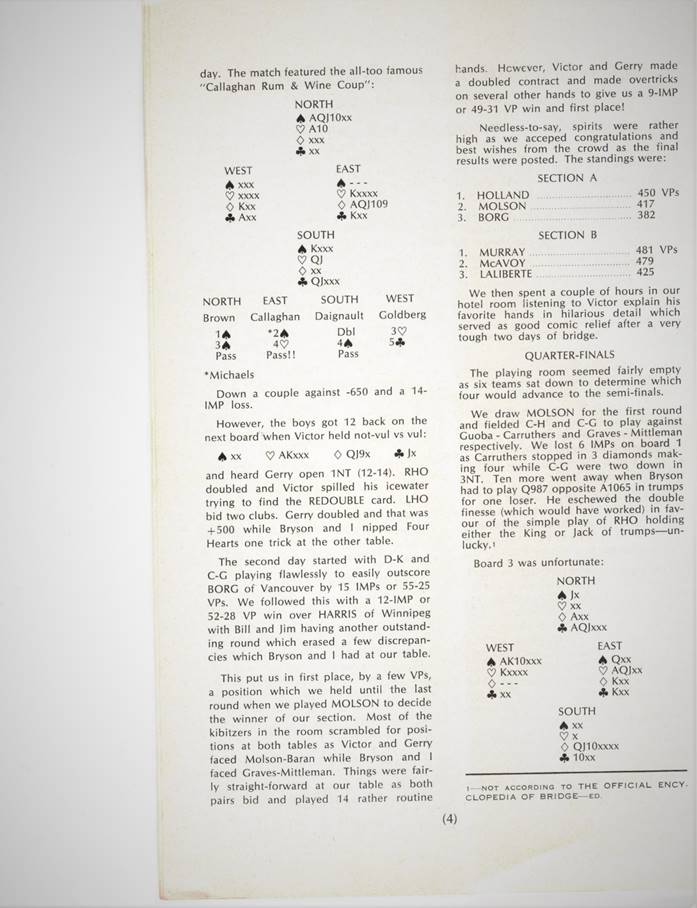 day. The match featured the all-too famous
"Callaghan Rum & Wine Coup":
NORTH
♠ AQJ10xx
♡ A10
♢ xxx
♣ xx
WEST EAST
♠ xxx ♠ - - -
♡ xxxx ♡ Kxxxx
♢ Kxx ♢ AQJ109
♣ Axx ♣ Kxx
SOUTH
♠ Kxxx
♡ QJ
♢ xx
♣ QJxxx
NORTH EAST SOUTH WEST
Brown Callaghan Daignault Goldberg
1♠ *2♠ Dbl 3♡
3♠ 4♡ 4♠ 5♣
Pass Pass!! Pass
*Michaels
Down a couple against -650 and a 14-
IMP loss.
However, the boys got 12 back on the
next board when Victor held not-vul vs vul:
♠ xx ♡ AKxxx ♢ QJ9x ♣ Jx
and heard Gerry open 1NT (12-14). RHO
doubled and Victor spilled his icewater
trying to find the REDOUBLE card. LHO
bid two clubs. Gerry doubled and that was
+500 while Bryson and I nipped Four
Hearts one trick at the other table.
The second day started with D-K and
C-G playing flawlessly to easily outscore
BORG of Vancouver by 15 IMPs or 55-25
VPs. We followed this with a 12-IMP or
52-28 VP win over HARRIS of Winnipeg
with Bill and Jim having another outstand-
ing round which erased a few discrepan-
cies which Bryson and I had at our table.
This put us in first place, by a few VPs,
a position which we held until the last
round when we played MOLSON to decide
the winner of our section. Most of the
kibitzers in the room scrambled for posi-
tions at both tables as Victor and Gerry
faced Molson-Baran while Bryson and I
faced Graves-Mittleman. Things were fair-
ly straight-forward at our table as both
pairs bid and played 14 rather routine
hands. However, Victor and Gerry made
a doubled contract and made overtricks
on several other hands to give us a 9-IMP
or 49-31 VP win and first place!
Needless-to-say, spirits were rather
high as we acceped congratulations and
best wishes from the crowd as the final
results were posted. The standings were:
SECTION A
1. HOLLAND ........ 450 VPs
2. MOLSON ........ 417
3. BORG ........ 382
SECTION B
1. MURRAY ........ 481 VPs
2. McAVOY ........ 479
3. LALIBERTE ........ 425
We then spent a couple of hours in our
hotel room listening to Victor explain his
favorite hands in hilarious detail which
served as good comic relief after a very
tough two days of bridge.
QUARTER-FINALS
The playing room seemed fairly empty
as six teams sat down to determine which
four would advance to the semi-finals.
We draw MOLSON for the first round
and fielded C-H and C-G to play against
Guoba - Carruthers and Graves - Mittleman
respectively. We lost 6 IMPs on board 1
as Carruthers stopped in 3 diamonds mak-
ing four while C-G were two down in
3NT. Ten more went away when Bryson
had to play Q987 opposite A1065 in trumps
for one loser. He eschewed the double
finesse (which would have worked) in fav-
our of the simple play of RHO holding
either the King or Jack of trumps—un-
lucky.¹
Board 3 was unfortunate:
NORTH
♠ Jx
♡ xx
♢ Axx
♣ AQJxxx
WEST EAST
♠ AK10xxx ♠ Qxx
♡ Kxxxx ♡ AQJxx
♢ - - - ♢ Kxx
♣ xx ♣ Kxx
SOUTH
♠ xx
♡ x
♢ QJ10xxxx
♣ 10xx
1—NOT ACCORDING TO THE OFFICIAL ENCY-
CLOPEDIA OF BRIDGE—ED.
(4)